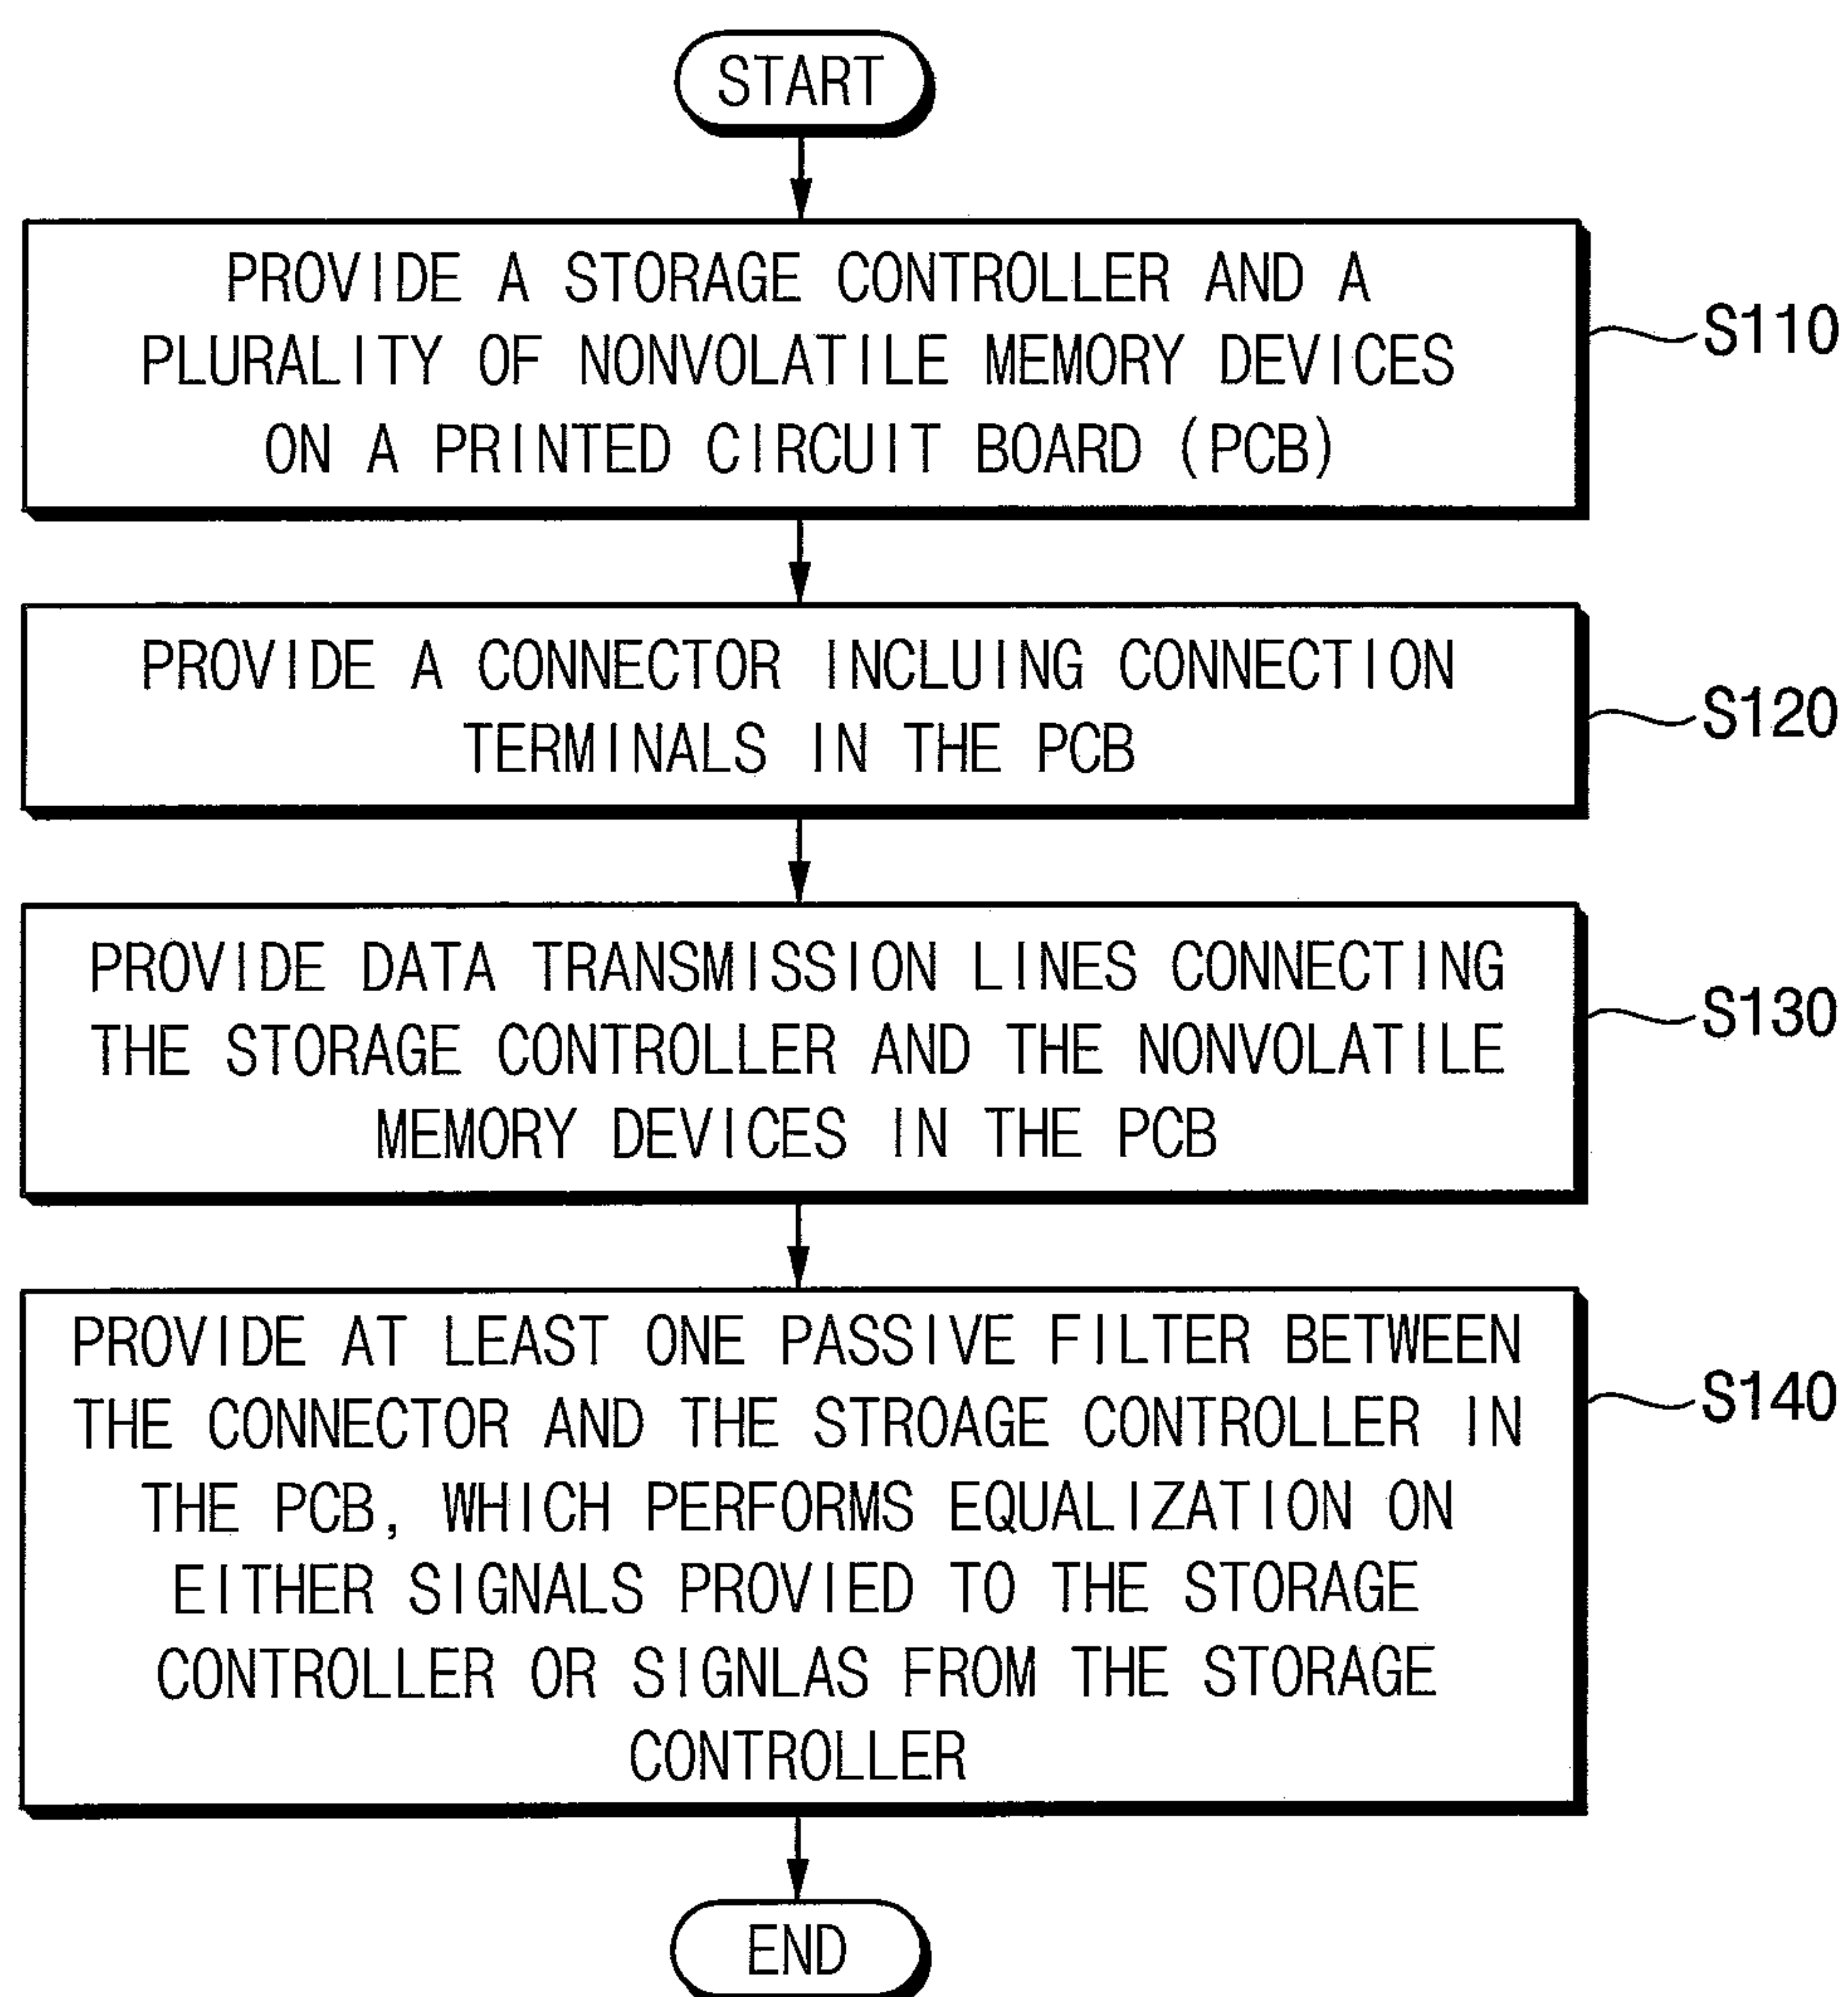 START
PROVIDE A STORAGE CONTROLLER AND A
PLURALITY OF NONVOLATILE MEMORY DEVICES
ON A PRINTED CIRCUIT BOARD (PCB)
S110
PROVIDE A CONNECTOR INCLUING CONNECTION
TERMINALS IN THE PCB
S120
PROVIDE DATA TRANSMISSION LINES CONNECTING
THE STORAGE CONTROLLER AND THE NONVOLATILE
MEMORY DEVICES IN THE PCB
S130
PROVIDE AT LEAST ONE PASSIVE FILTER BETWEEN
THE CONNECTOR AND THE STROAGE CONTROLLER IN
THE PCB, WHICH PERFORMS EQUALIZATION ON
EITHER SIGNALS PROVIED TO THE STORAGE
CONTROLLER OR SIGNLAS FROM THE STORAGE
CONTROLLER
S140
END